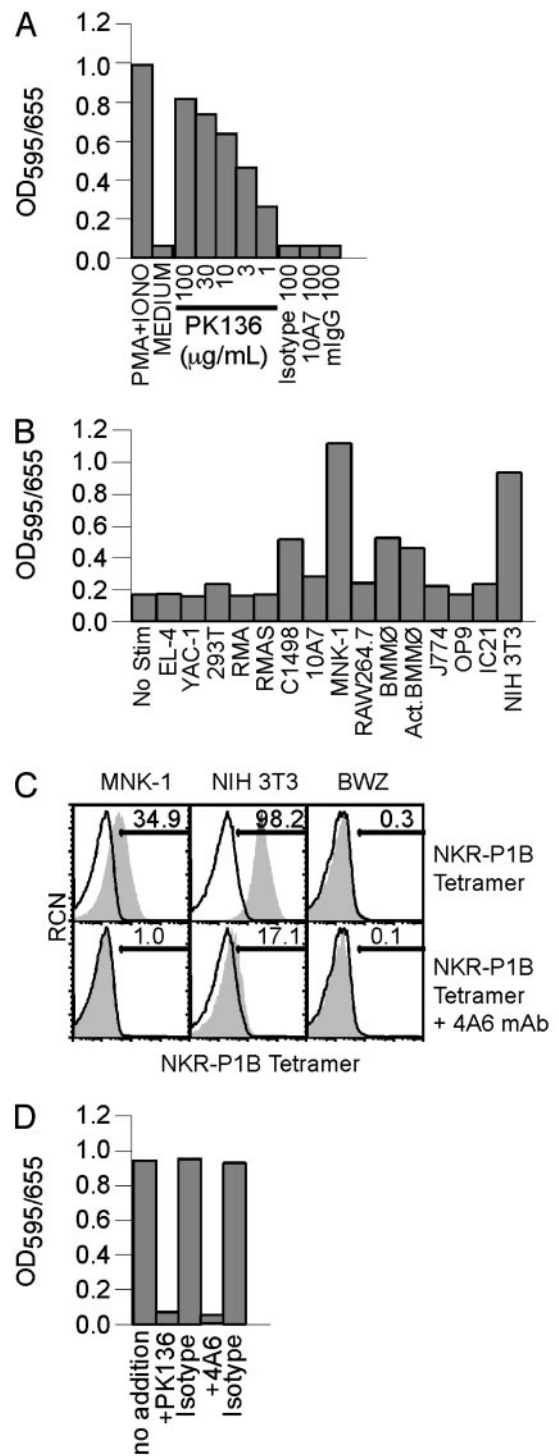 A
OD595/655
1.2
1.0
0.8
0.6
0.4
0.2
0.0
PMA+IONO
MEDIUM
100
30
10
3
1
PK136
(µg/mL)
Isotype 100
10A7 100
mIgG 100
B
OD595/655
1.2
1.0
0.8
0.6
0.4
0.2
0.0
No Stim
EL-4
YAC-1
293T
RMA
RMAS
C1498
10A7
MNK-1
RAW264.7
BMMØ
Act.BMMØ
J774
OP9
IC21
NIH 3T3
C
MNK-1 NIH 3T3 BWZ
34.9 98.2 0.3
NKR-P1B
Tetramer
RCN
1.0 17.1 0.1
NKR-P1B
Tetramer
+ 4A6 mAb
NKR-P1B Tetramer
D
OD595/655
1.2
1.0
0.8
0.6
0.4
0.2
0.0
no addition
+PK136
Isotype
+4A6
Isotype